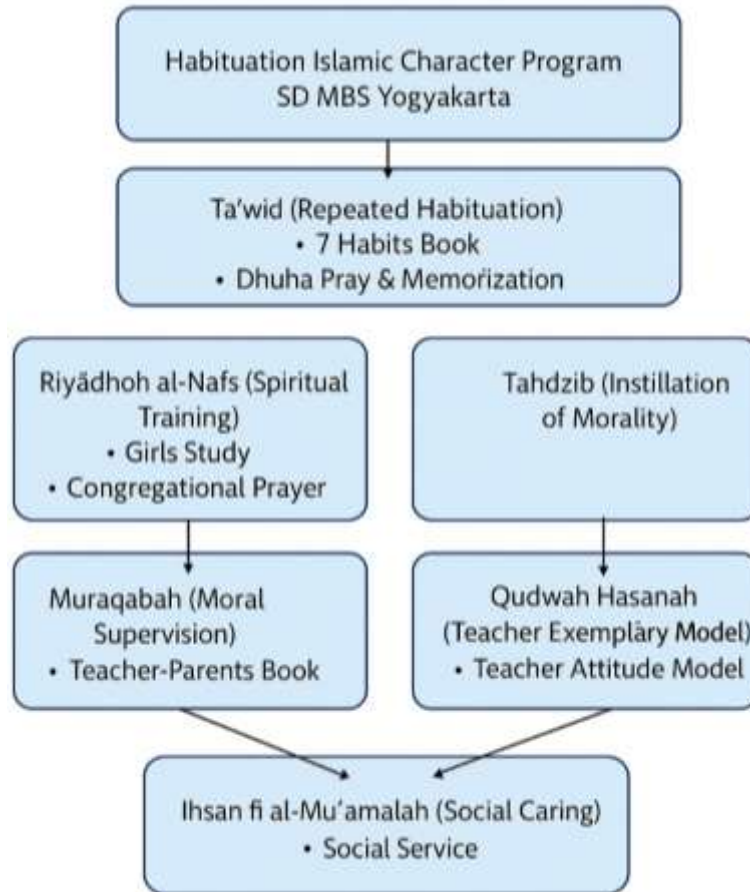 Habituation Islamic Character Program
SD MBS Yogyakarta
Ta'wid (Repeated Habituation)
• 7 Habits Book
• Dhuha Pray & Memorization
Riyādhoh al-Nafs (Spiritual
Training)
• Girls Study
• Congregational Prayer
Tahdzib (Instillation
of Morality)
Muraqabah (Moral
Supervision)
• Teacher-Parents Book
Qudwah Hasanah
(Teacher Exemplary Model)
• Teacher Attitude Model
Ihsan fi al-Mu'amalah (Social Caring)
• Social Service